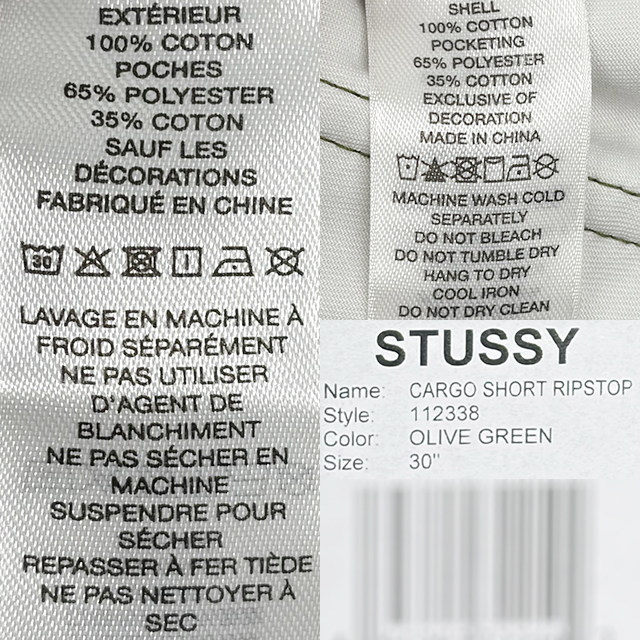 EXTÉRIEUR
100% COTON
POCHES
65% POLYESTER
35% COTON
SAUF LES
DÉCORATIONS
FABRIQUÉ EN CHINE
30
LAVAGE EN MACHINE À
FROID SÉPARÉMENT
NE PAS UTILISER
D'AGENT DE
BLANCHIMENT
NE PAS SÉCHER EN
MACHINE
SUSPENDRE POUR
SÉCHER
REPASSER À FER TIÈDE
NE PAS NETTOYER À
SEC
SHELL
100% COTTON
POCKETING
65% POLYESTER
35% COTTON
EXCLUSIVE OF
DECORATION
MADE IN CHINA
MACHINE WASH COLD
SEPARATELY
DO NOT BLEACH
DO NOT TUMBLE DRY
HANG TO DRY
COOL IRON
DO NOT DRY CLEAN
STUSSY
Name: CARGO SHORT RIPSTOP
Style: 112338
Color: OLIVE GREEN
Size: 30"